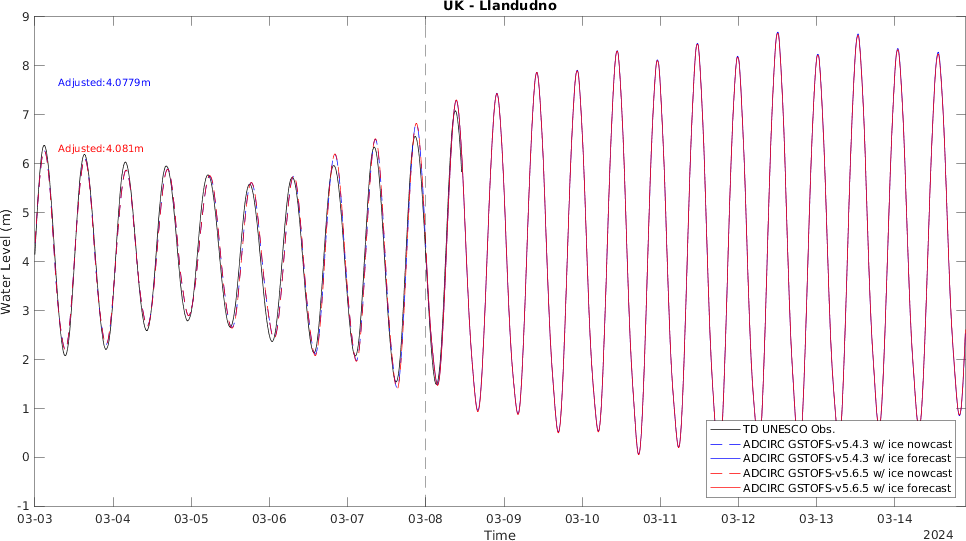 UK - Llandudno
Water Level (m)
9
8
7
6
5
4
3
2
1
0
-1
Adjusted:4.0779m
Adjusted:4.081m
TD UNESCO Obs.
ADCIRC GSTOFS-v5.4.3 w/ ice nowcast
ADCIRC GSTOFS-v5.4.3 w/ ice forecast
ADCIRC GSTOFS-v5.6.5 w/ ice nowcast
ADCIRC GSTOFS-v5.6.5 w/ ice forecast
03-03 03-04 03-05 03-06 03-07 03-08 03-09 03-10 03-11 03-12 03-13 03-14
Time
2024